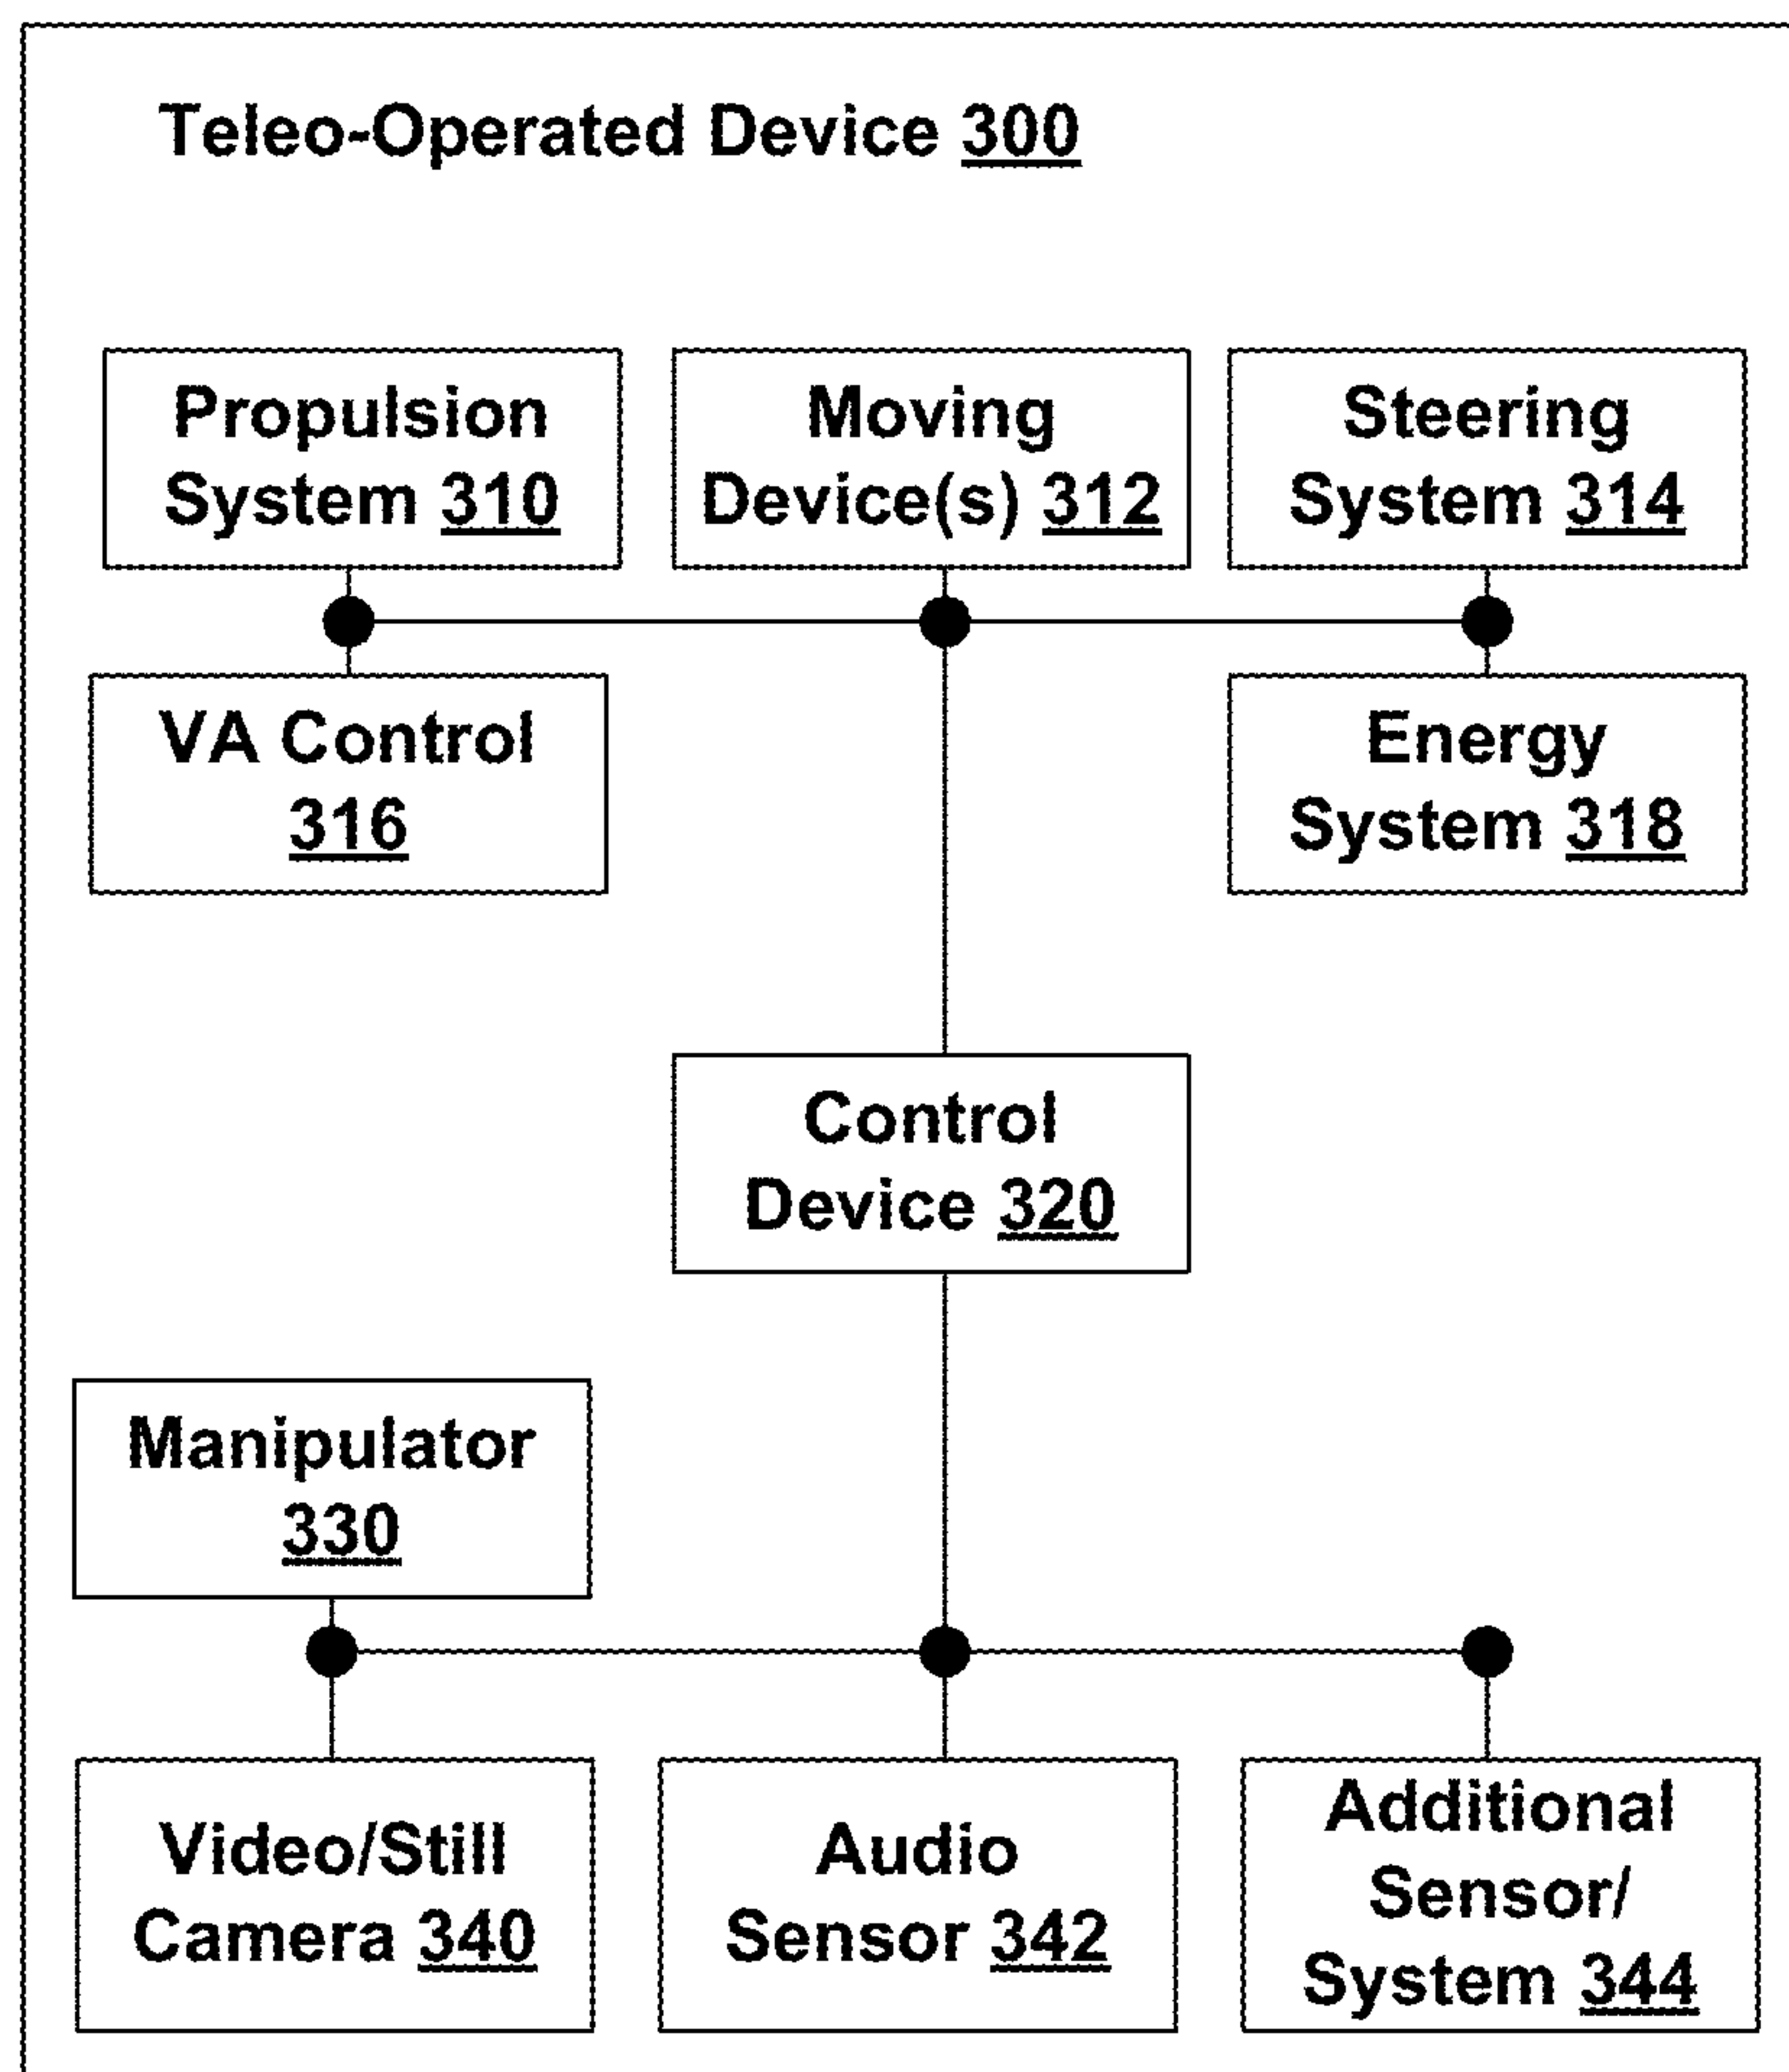 Teleo-Operated Device 300
Propulsion
System 310
Moving
Device(s) 312
Steering
System 314
VA Control
316
Energy
System 318
Control
Device 320
Manipulator
330
Video/Still
Camera 340
Audio
Sensor 342
Additional
Sensor/
System 344